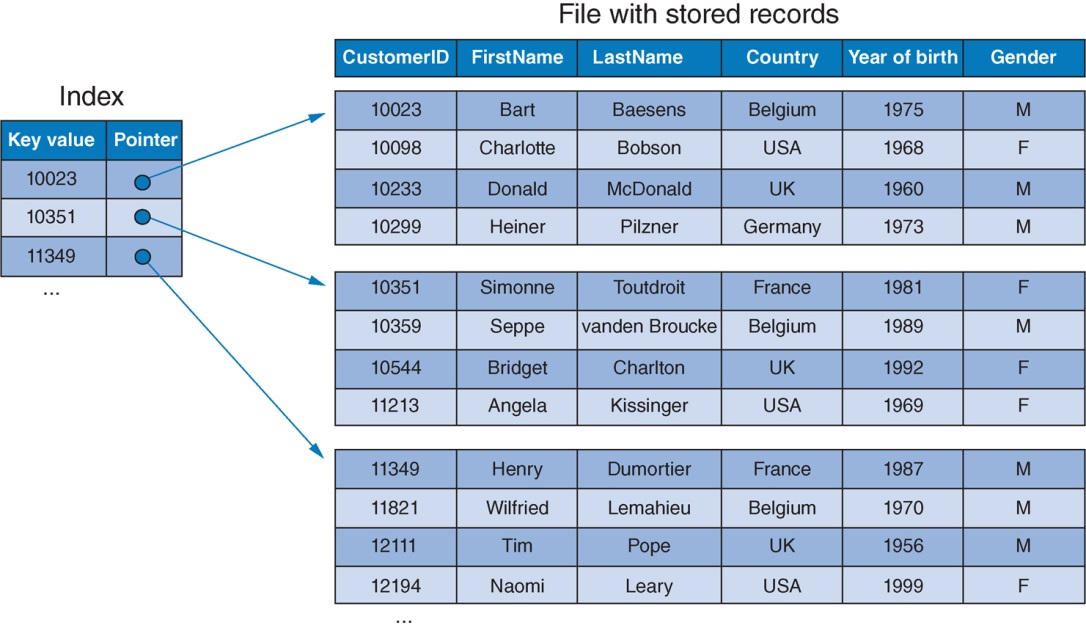 File with stored records
CustomerID FirstName LastName Country Year of birth Gender
Index
Key value Pointer
10023
10351
11349
...
10023 Bart Baesens Belgium 1975 M
10098 Charlotte Bobson USA 1968 F
10233 Donald McDonald UK 1960 M
10299 Heiner Pilzner Germany 1973 M
10351 Simonne Toutdroit France 1981 F
10359 Seppe vanden Broucke Belgium 1989 M
10544 Bridget Charlton UK 1992 F
11213 Angela Kissinger USA 1969 F
11349 Henry Dumortier France 1987 M
11821 Wilfried Lemahieu Belgium 1970 M
12111 Tim Pope UK 1956 M
12194 Naomi Leary USA 1999 F
...